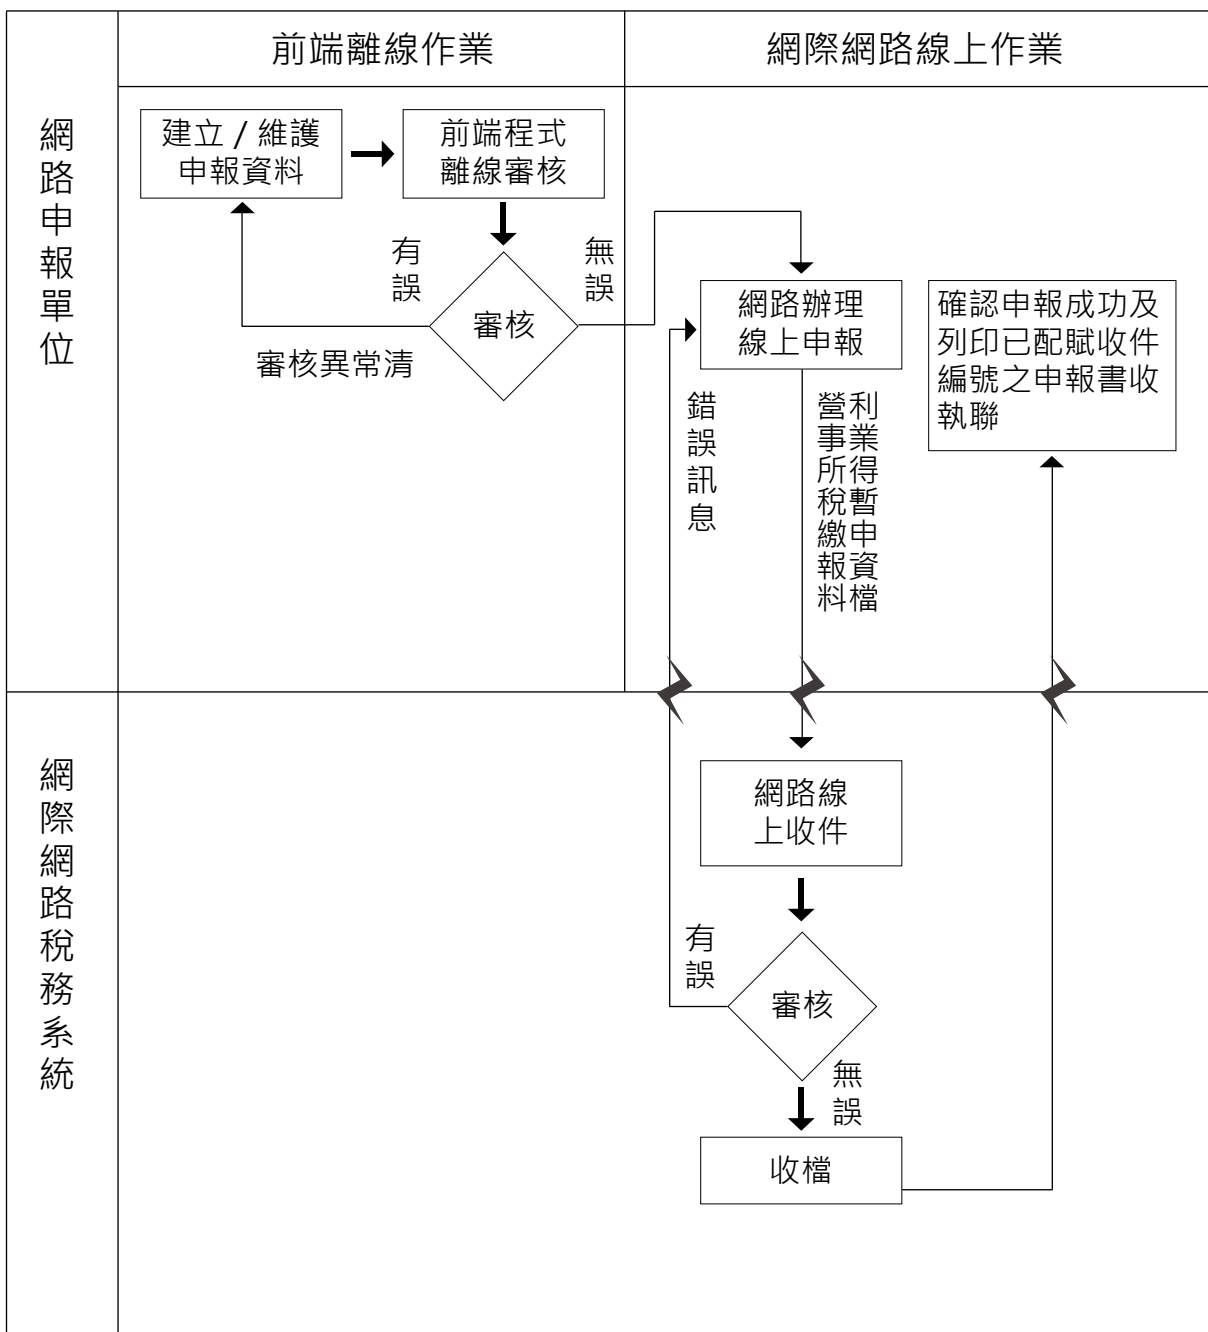 前端離線作業
網際網路線上作業
網路申報單位
建立 / 維護
申報資料
前端程式
離線審核
有誤
無誤
審核
審核異常清
網路辦理
線上申報
確認申報成功及
列印已配賦收件
編號之申報書收
執聯
錯誤訊息
營利
事業
所得
稅暫
繳申
報資
料檔
網際網路稅務系統
網路線
上收件
有誤
審核
無誤
收檔